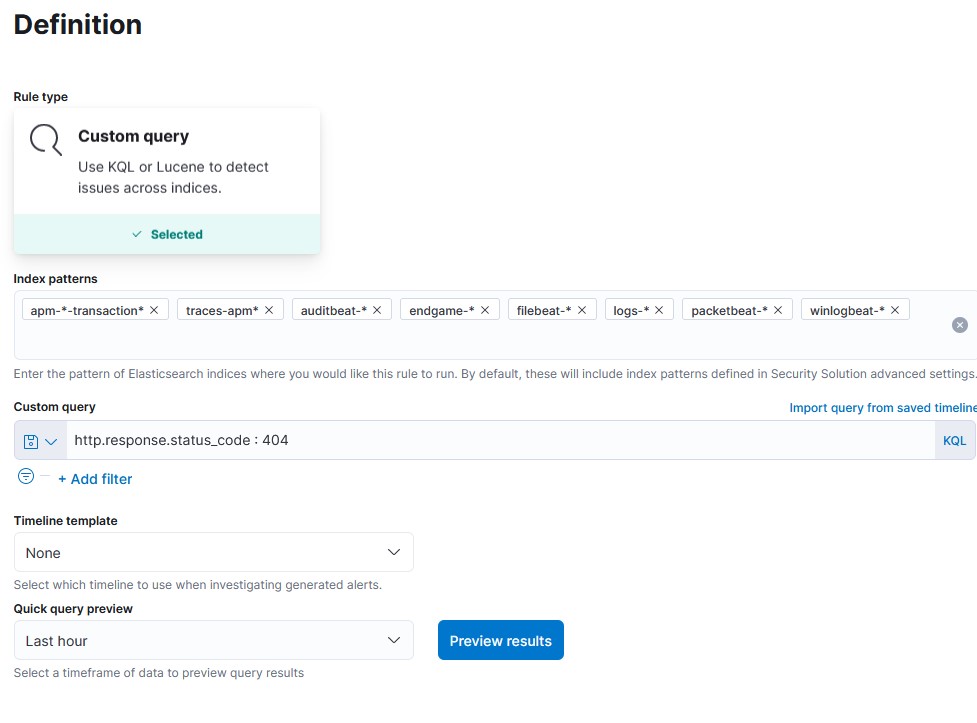 Definition
Rule type
Custom query
Use KQL or Lucene to detect
issues across indices.
Selected
Index patterns
apm-*-transaction* traces-apm* auditbeat-* endgame-* filebeat-* logs-* packetbeat-* winlogbeat-*
Enter the pattern of Elasticsearch indices where you would like this rule to run. By default, these will include index patterns defined in Security Solution advanced settings.
Custom query
Import query from saved timeline
http.response.status_code : 404
KQL
+ Add filter
Timeline template
None
Select which timeline to use when investigating generated alerts.
Quick query preview
Last hour
Preview results
Select a timeframe of data to preview query results